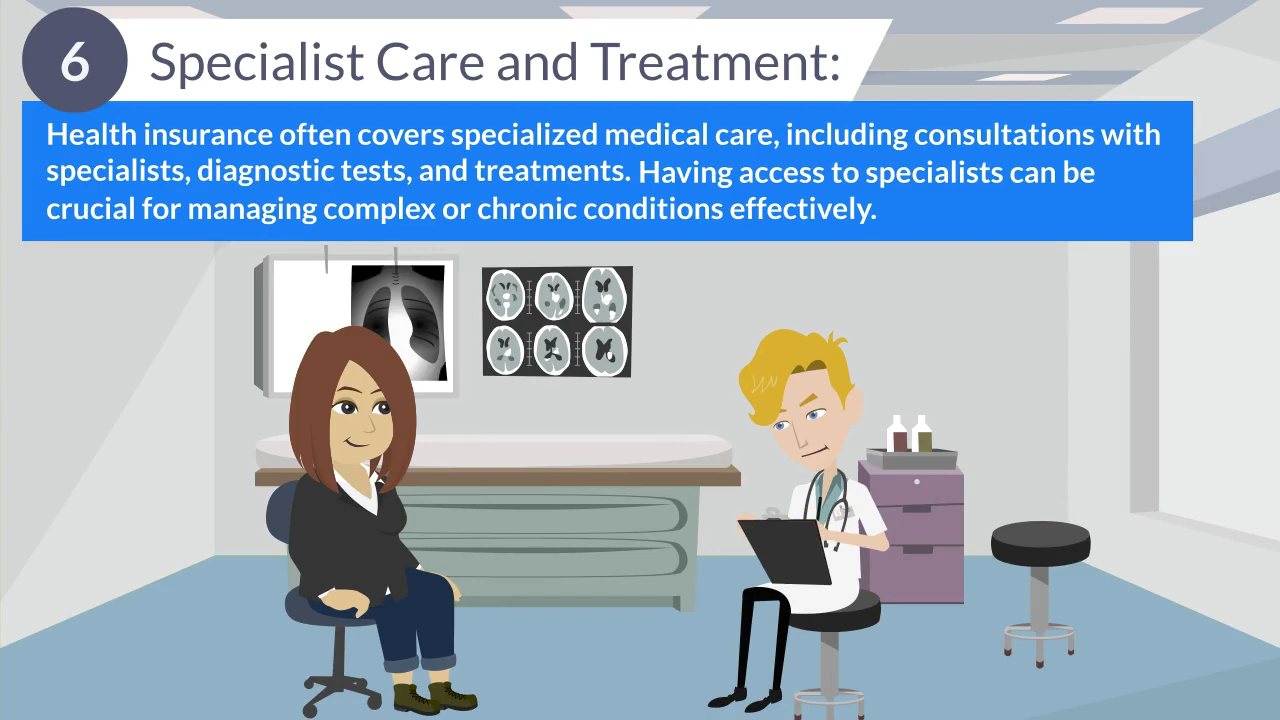 6
Specialist Care and Treatment:
Health insurance often covers specialized medical care, including consultations with
specialists, diagnostic tests, and treatments. Having access to specialists can be
crucial for managing complex or chronic conditions effectively.